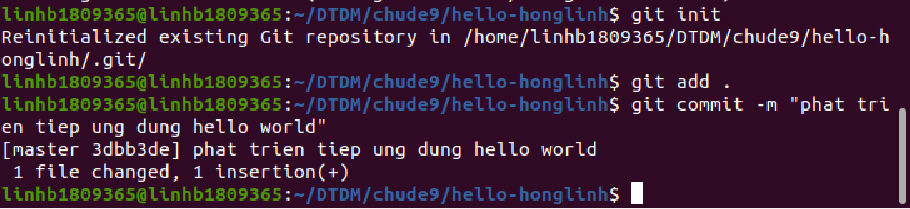 linhb1809365@linhb1809365:~/DTDM/chude9/hello-honglinh$ git init
Reinitialized existing Git repository in /home/linhb1809365/DTDM/chude9/hello-h
onglinh/.git/
linhb1809365@linhb1809365:~/DTDM/chude9/hello-honglinh$ git add .
linhb1809365@linhb1809365:~/DTDM/chude9/hello-honglinh$ git commit -m "phat tri
en tiep ung dung hello world"
[master 3dbb3de] phat trien tiep ung dung hello world
 1 file changed, 1 insertion(+)
linhb1809365@linhb1809365:~/DTDM/chude9/hello-honglinh$